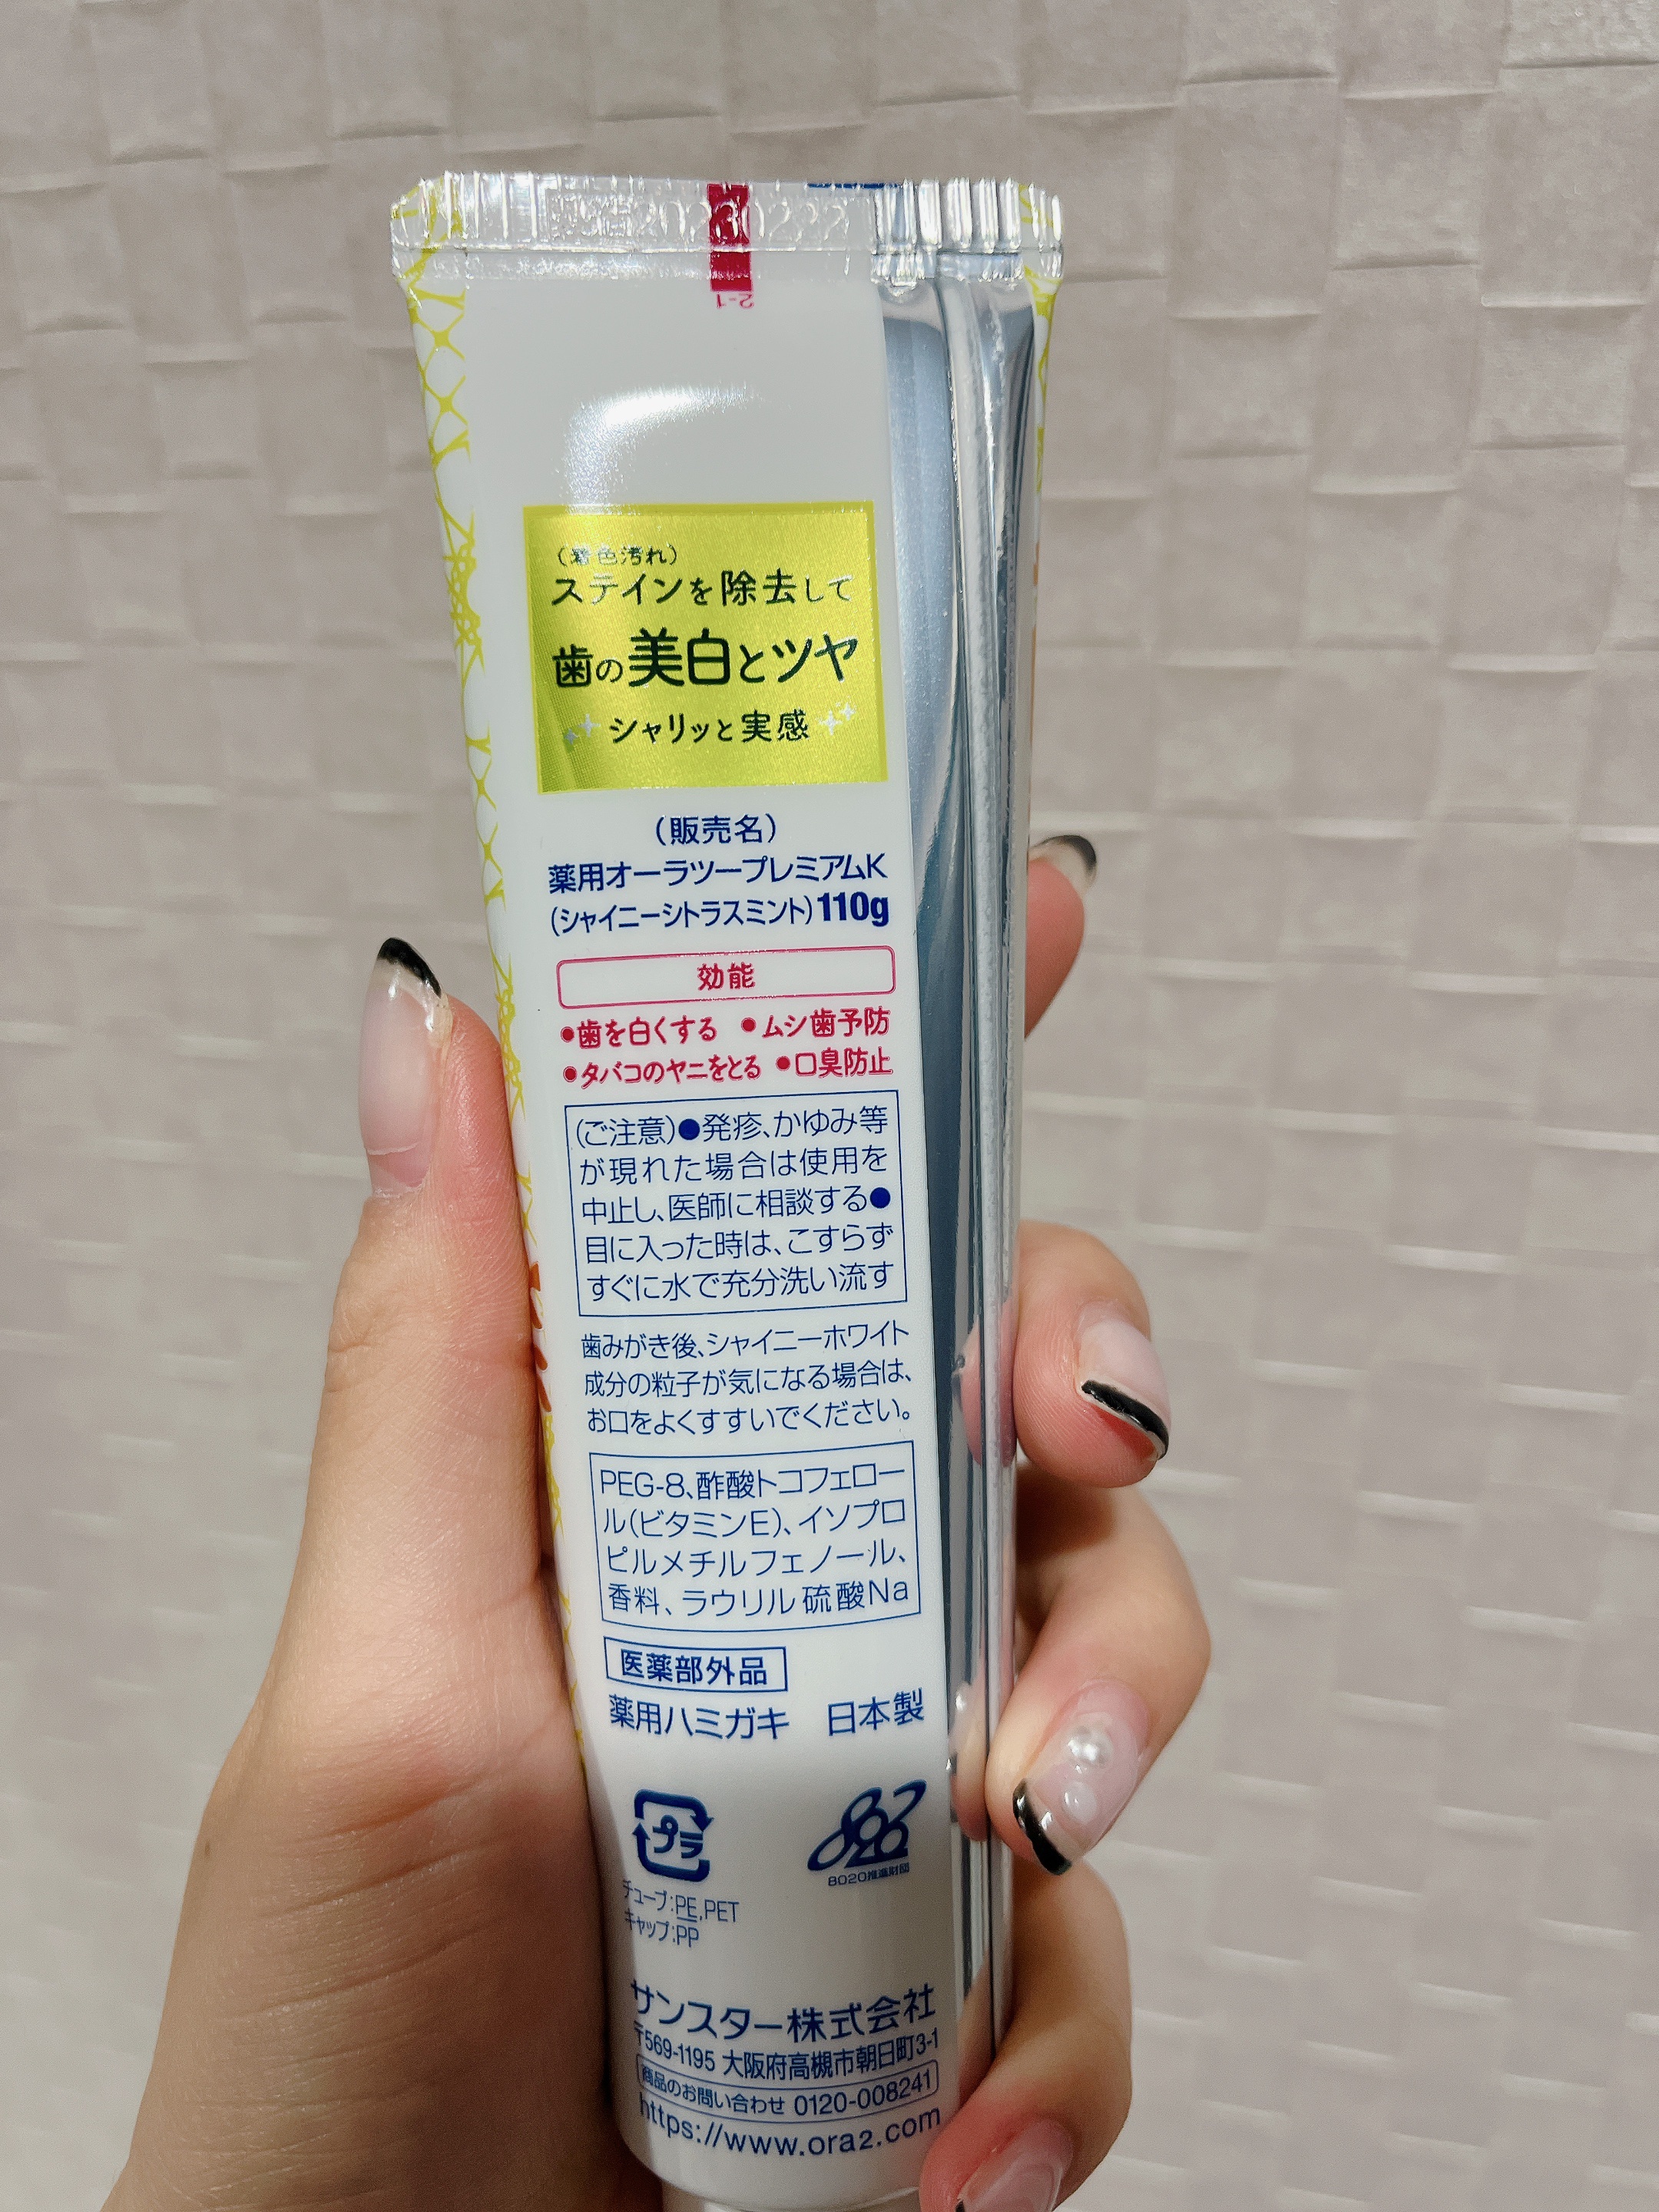 2-1
(着色汚れ)
ステインを除去して
歯の美白とツヤ
シャリッと実感
(販売名)
薬用オーラツープレミアムK
(シャイニーシトラスミント)110g
効能
●歯を白くする ●ムシ歯予防
●タバコのヤニをとる ●口臭防止
(ご注意)●発疹、かゆみ等
が現れた場合は使用を
中止し、医師に相談する●
目に入った時は、こすらず
すぐに水で充分洗い流す
歯みがき後、シャイニーホワイト
成分の粒子が気になる場合は、
お口をよくすすいでください。
PEG-8、酢酸トコフェロー
ル(ビタミンE)、イソプロ
ピルメチルフェノール、
香料、ラウリル硫酸Na
医薬部外品
薬用ハミガキ 日本製
プラ
8020
8020推進財団
チューブ:PE,PET
キャップ:PP
サンスター株式会社
〒569-1195 大阪府高槻市朝日町3-1
商品のお問い合わせ 0120-008241
https://www.ora2.com